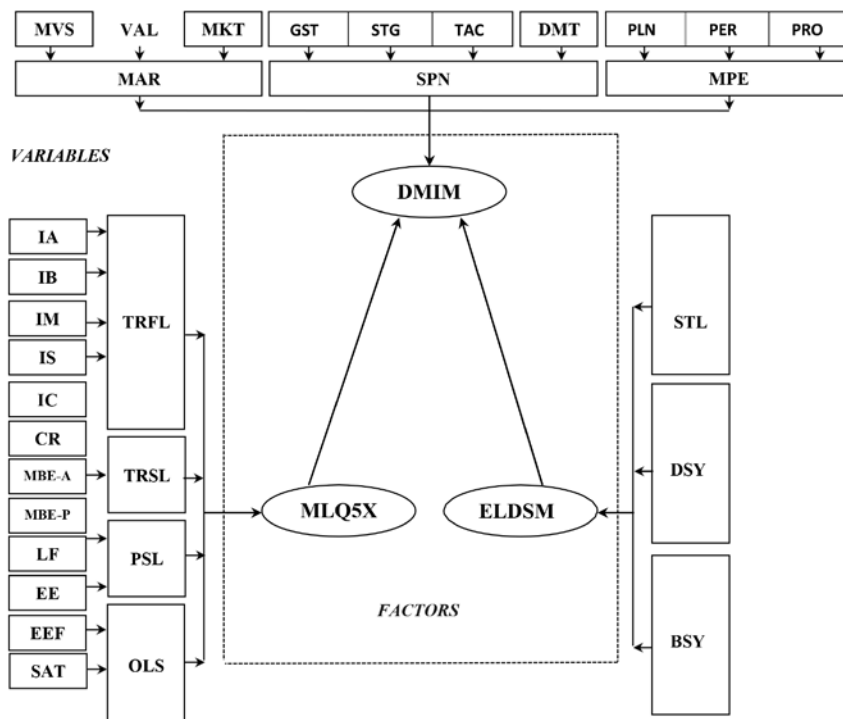 MVS VAL MKT GST STG TAC DMT PLN PER PRO
MAR SPN MPE
VARIABLES
DMIM
IA
IB
IM
IS
IC
CR
MBE-A
MBE-P
LF
EE
EEF
SAT
TRFL
TRSL
PSL
OLS
MLQ5X ELDSM
FACTORS
STL
DSY
BSY